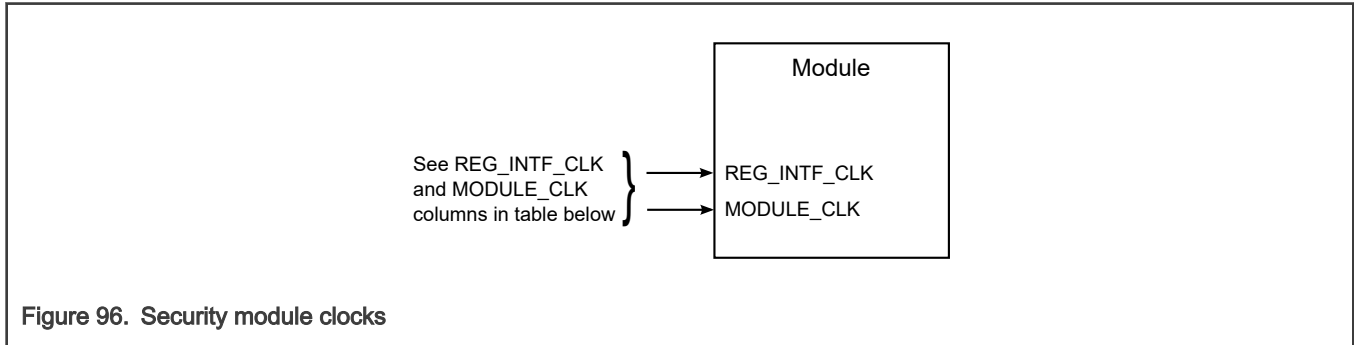 Module
See REG_INTF_CLK
and MODULE_CLK
columns in table below
REG_INTF_CLK
MODULE_CLK
Figure 96. Security module clocks